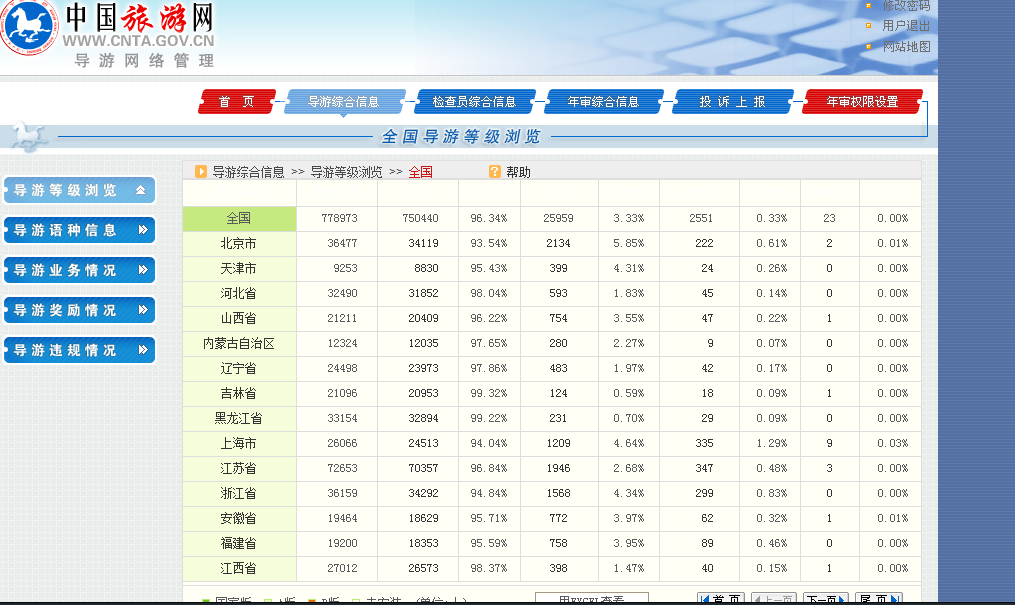 中国旅游网
WWW.CNTA.GOV.CN
导游网络管理
修改密码
用户退出
网站地图
首 页 导游综合信息 检查员综合信息 年审综合信息 投诉上报 年审权限设置
全国导游等级浏览
导游等级浏览
导游语种信息
导游业务情况
导游奖励情况
导游违规情况
导游综合信息 >> 导游等级浏览 >> 全国 ? 帮助
全国 778973 750440 96.34% 25959 3.33% 2551 0.33% 23 0.00%
北京市 36477 34119 93.54% 2134 5.85% 222 0.61% 2 0.01%
天津市 9253 8830 95.43% 399 4.31% 24 0.26% 0 0.00%
河北省 32490 31852 98.04% 593 1.83% 45 0.14% 0 0.00%
山西省 21211 20409 96.22% 754 3.55% 47 0.22% 1 0.00%
内蒙古自治区 12324 12035 97.65% 280 2.27% 9 0.07% 0 0.00%
辽宁省 24498 23973 97.86% 483 1.97% 42 0.17% 0 0.00%
吉林省 21096 20953 99.32% 124 0.59% 18 0.09% 1 0.00%
黑龙江省 33154 32894 99.22% 231 0.70% 29 0.09% 0 0.00%
上海市 26066 24513 94.04% 1209 4.64% 335 1.29% 9 0.03%
江苏省 72653 70357 96.84% 1946 2.68% 347 0.48% 3 0.00%
浙江省 36159 34292 94.84% 1568 4.34% 299 0.83% 0 0.00%
安徽省 19464 18629 95.71% 772 3.97% 62 0.32% 1 0.01%
福建省 19200 18353 95.59% 758 3.95% 89 0.46% 0 0.00%
江西省 27012 26573 98.37% 398 1.47% 40 0.15% 1 0.00%
用EXCEL查看 首 页 上一页 下一页 尾 页